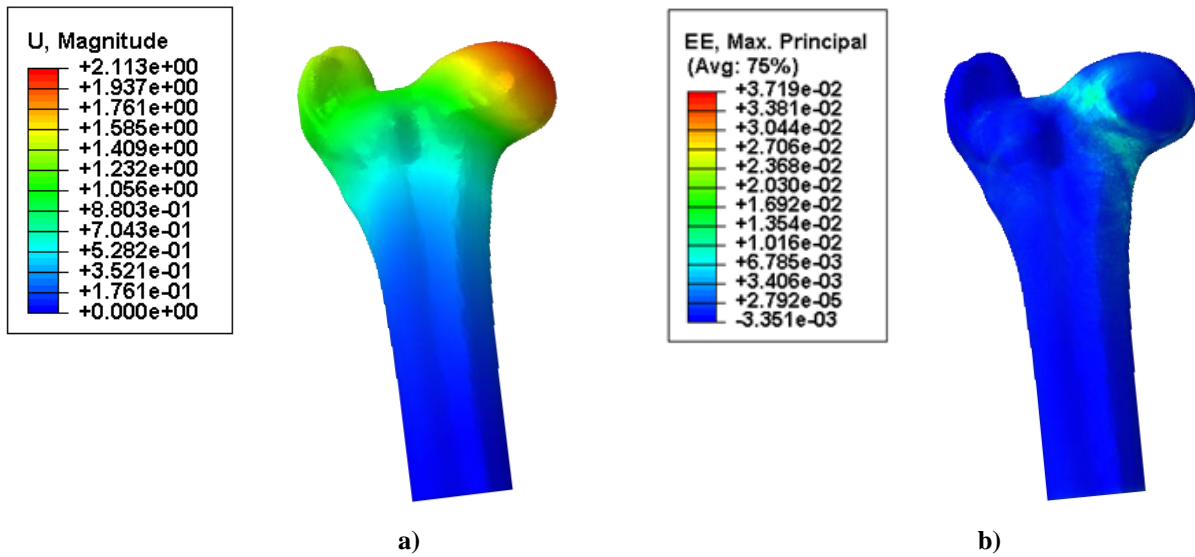 U, Magnitude
+2.113e+00
+1.937e+00
+1.761e+00
+1.585e+00
+1.409e+00
+1.232e+00
+1.056e+00
+8.803e-01
+7.043e-01
+5.282e-01
+3.521e-01
+1.761e-01
+0.000e+00
a)
EE, Max. Principal
(Avg: 75%)
+3.719e-02
+3.381e-02
+3.044e-02
+2.706e-02
+2.368e-02
+2.030e-02
+1.692e-02
+1.354e-02
+1.016e-02
+6.785e-03
+3.406e-03
+2.792e-05
-3.351e-03
b)